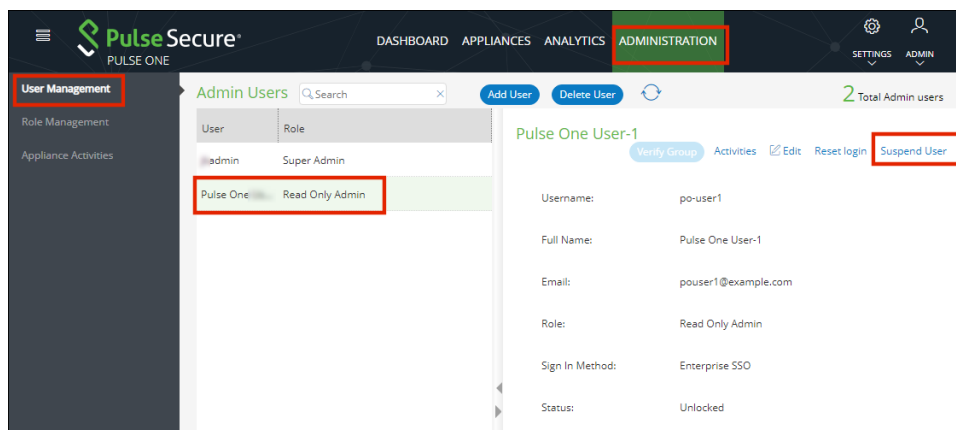 Pulse Secure®
PULSE ONE
DASHBOARD APPLIANCES ANALYTICS ADMINISTRATION
SETTINGS ADMIN
User Management
Role Management
Appliance Activities
Admin Users Search × Add User Delete User 2 Total Admin users
User Role
admin Super Admin
Pulse One Read Only Admin
Pulse One User-1
Verify Group Activities Edit Reset login Suspend User
Username: po-user1
Full Name: Pulse One User-1
Email: pouser1@example.com
Role: Read Only Admin
Sign In Method: Enterprise SSO
Status: Unlocked